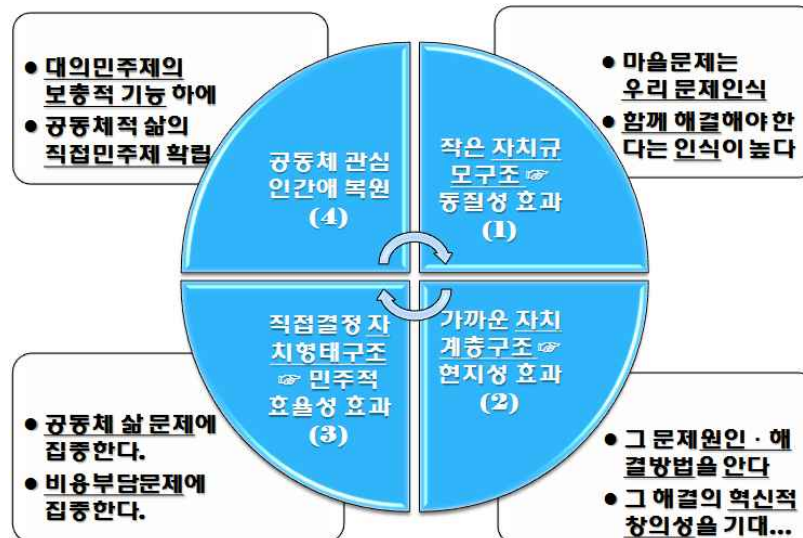 ● 대의민주제의
보충적 기능 하에
● 공동체적 삶의
직접민주제 확립
● 마을문제는
우리 문제인식
● 함께 해결해야 한
다는 인식이 높다
공동체 관심
인간애 복원
(4)
작은 자치규
모구조 ☞
동질성 효과
(1)
직접결정 자
치형태구조
☞ 민주적
효율성 효과
(3)
가까운 자치
계층구조 ☞
현지성 효과
(2)
● 공동체 삶 문제에
집중한다.
● 비용부담문제에
집중한다.
● 그 문제원인 · 해
결방법을 안다
● 그 해결의 혁신적
창의성을 기대...